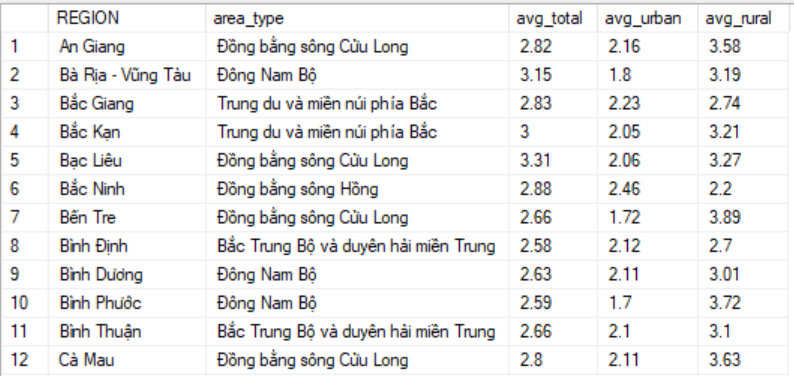 REGION area_type avg_total avg_urban avg_rural
1 An Giang Đồng bằng sông Cửu Long 2.82 2.16 3.58
2 Bà Rịa - Vũng Tàu Đông Nam Bộ 3.15 1.8 3.19
3 Bắc Giang Trung du và miền núi phía Bắc 2.83 2.23 2.74
4 Bắc Kạn Trung du và miền núi phía Bắc 3 2.05 3.21
5 Bạc Liêu Đồng bằng sông Cửu Long 3.31 2.06 3.27
6 Bắc Ninh Đồng bằng sông Hồng 2.88 2.46 2.2
7 Bến Tre Đồng bằng sông Cửu Long 2.66 1.72 3.89
8 Bình Định Bắc Trung Bộ và duyên hải miền Trung 2.58 2.12 2.7
9 Bình Dương Đông Nam Bộ 2.63 2.11 3.01
10 Bình Phước Đông Nam Bộ 2.59 1.7 3.72
11 Bình Thuận Bắc Trung Bộ và duyên hải miền Trung 2.66 2.1 3.1
12 Cà Mau Đồng bằng sông Cửu Long 2.8 2.11 3.63